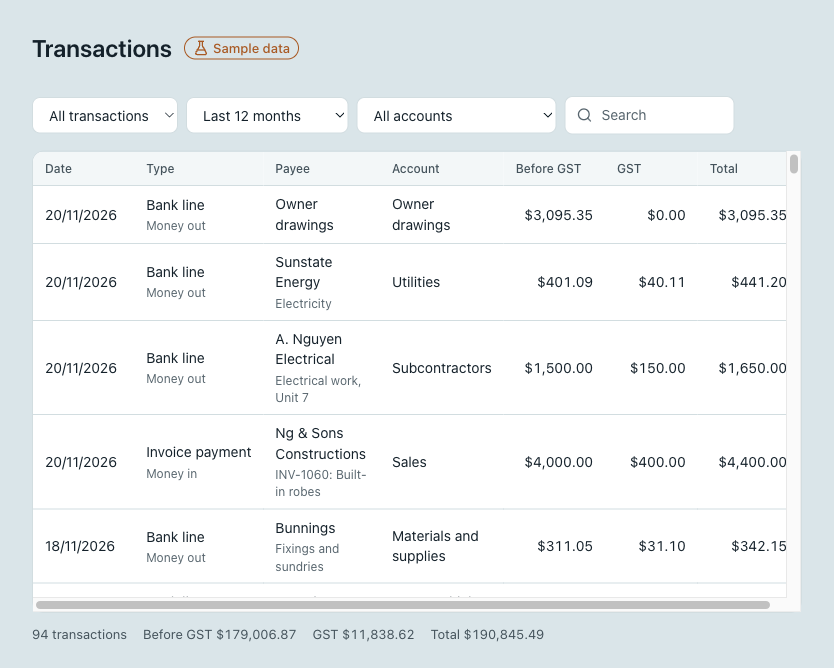 Transactions
Sample data
All transactions
Last 12 months
All accounts
Search
Date Type Payee Account Before GST GST Total
20/11/2026 Bank line Money out Owner drawings Owner drawings $3,095.35 $0.00 $3,095.35
20/11/2026 Bank line Money out Sunstate Energy Electricity Utilities $401.09 $40.11 $441.20
20/11/2026 Bank line Money out A. Nguyen Electrical Electrical work, Unit 7 Subcontractors $1,500.00 $150.00 $1,650.00
20/11/2026 Invoice payment Money in Ng & Sons Constructions INV-1060: Built-in robes Sales $4,000.00 $400.00 $4,400.00
18/11/2026 Bank line Money out Bunnings Fixings and sundries Materials and supplies $311.05 $31.10 $342.15
94 transactions Before GST $179,006.87 GST $11,838.62 Total $190,845.49